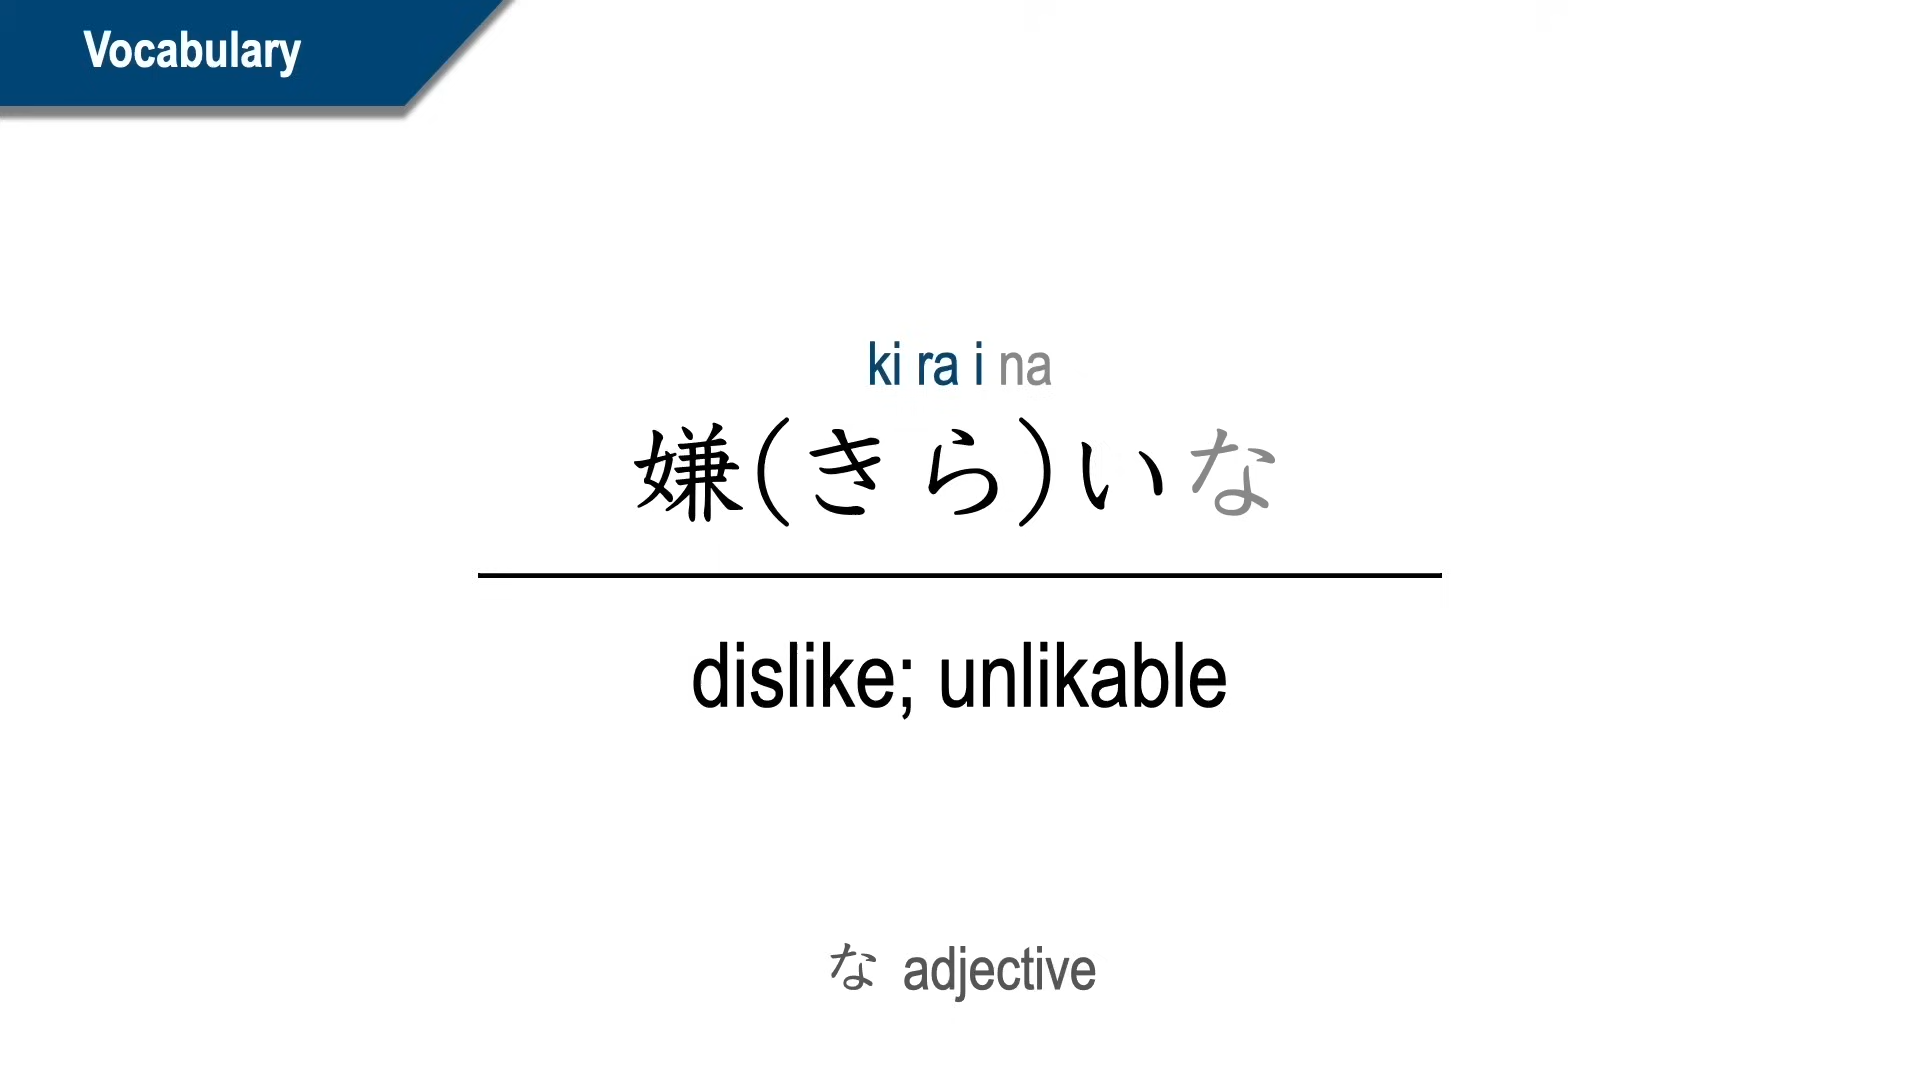 Vocabulary
ki ra i na
嫌(きら)いな
dislike; unlikable
な adjective